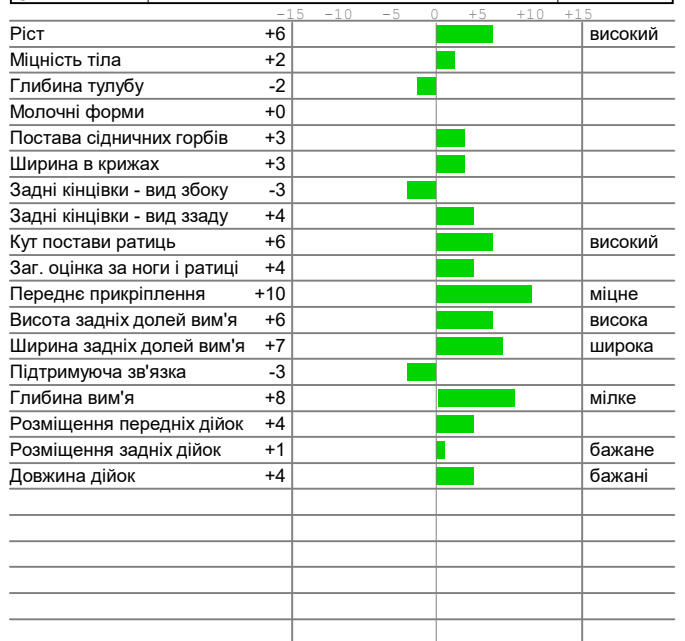 -15 -10 -5 0 +5 +10 +15
Ріст +6 високий
Міцність тіла +2
Глибина тулубу -2
Молочні форми +0
Постава сідничних горбів +3
Ширина в крижах +3
Задні кінцівки - вид збоку -3
Задні кінцівки - вид ззаду +4
Кут постави ратиць +6 високий
Заг. оцінка за ноги і ратиці +4
Переднє прикріплення +10 міцне
Висота задніх долей вим'я +6 висока
Ширина задніх долей вим'я +7 широка
Підтримуюча зв'язка -3
Глибина вим'я +8 мілке
Розміщення передніх дійок +4
Розміщення задніх дійок +1 бажане
Довжина дійок +4 бажані